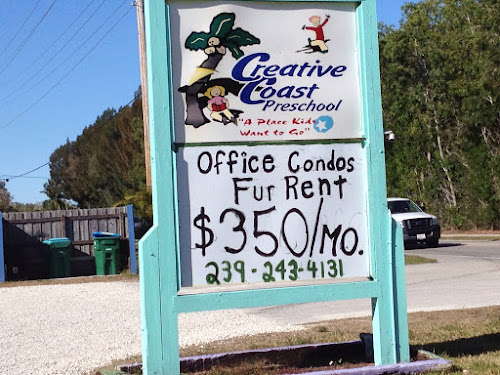 Creative
Coast
Preschool
"A Place Kids
Want to Go"
Office Condos
Fur Rent
$350/MO.
239-243-4131